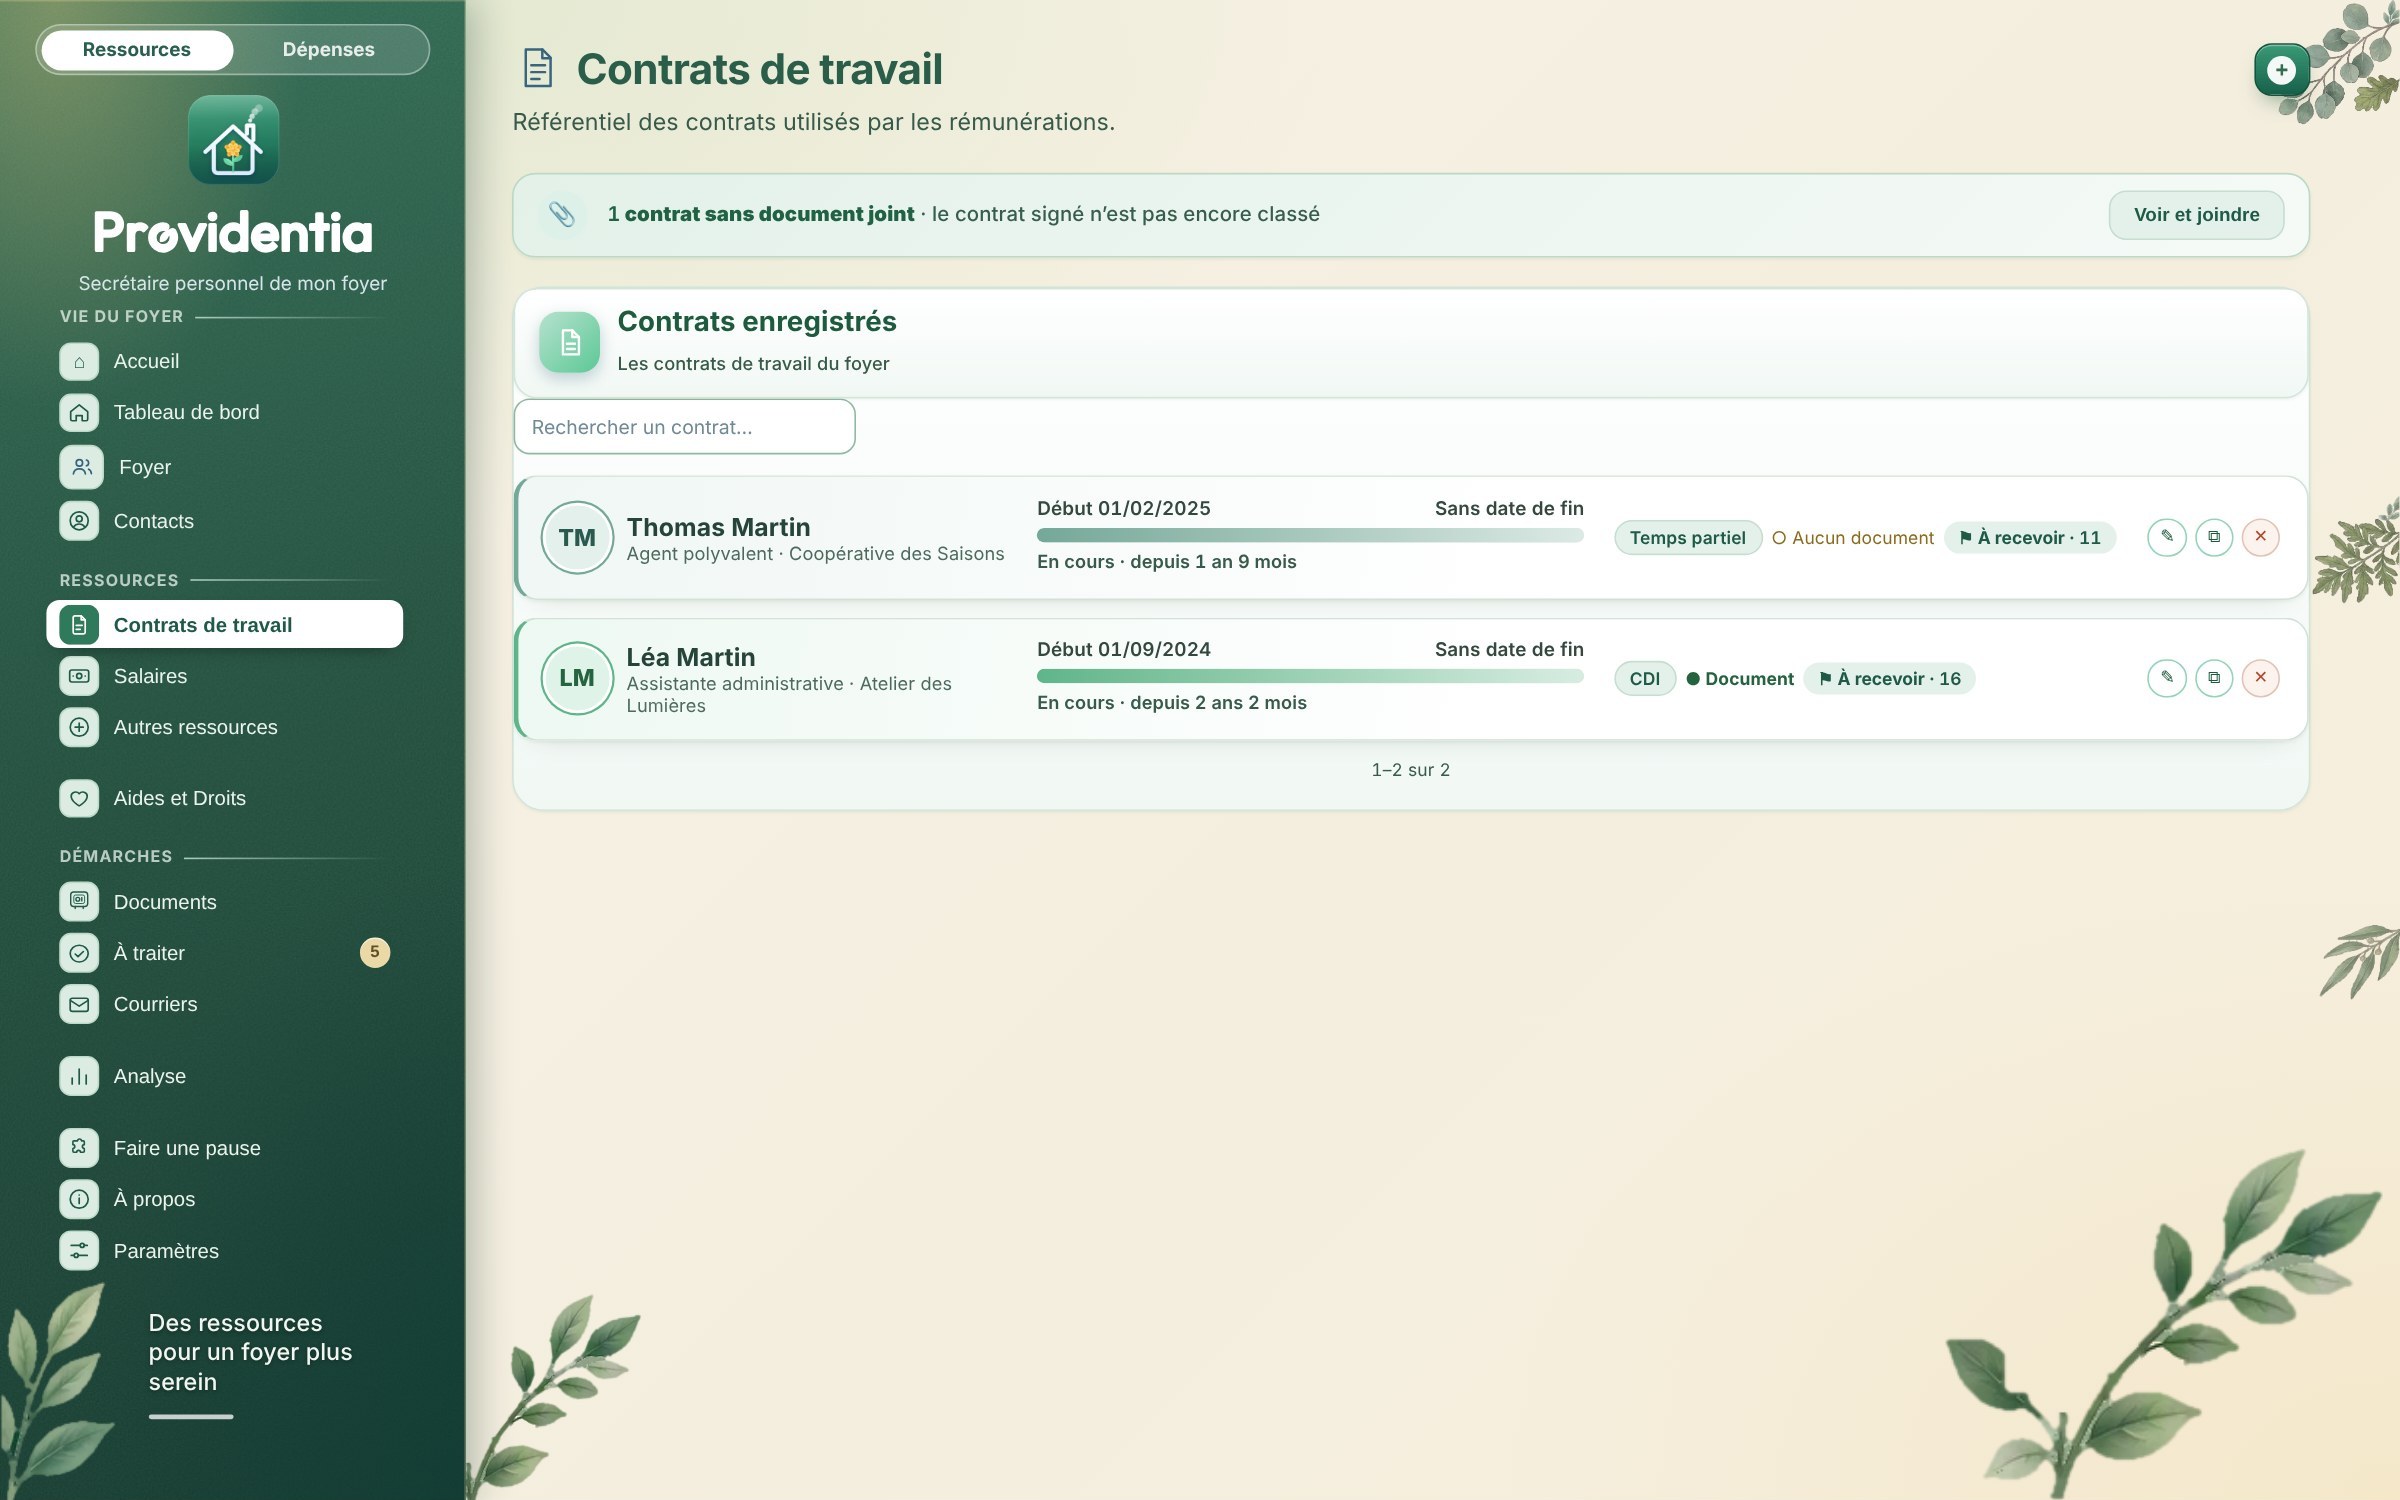 Ressources Dépenses
Providentia
Secrétaire personnel de mon foyer
VIE DU FOYER
Accueil
Tableau de bord
Foyer
Contacts
RESSOURCES
Contrats de travail
Salaires
Autres ressources
Aides et Droits
DÉMARCHES
Documents
À traiter 5
Courriers
Analyse
Faire une pause
À propos
Paramètres
Des ressources
pour un foyer plus
serein
Contrats de travail
Référentiel des contrats utilisés par les rémunérations.
1 contrat sans document joint · le contrat signé n’est pas encore classé
Voir et joindre
Contrats enregistrés
Les contrats de travail du foyer
Rechercher un contrat...
TM
Thomas Martin
Agent polyvalent · Coopérative des Saisons
Début 01/02/2025 Sans date de fin
En cours · depuis 1 an 9 mois
Temps partiel Aucun document À recevoir · 11
LM
Léa Martin
Assistante administrative · Atelier des
Lumières
Début 01/09/2024 Sans date de fin
En cours · depuis 2 ans 2 mois
CDI Document À recevoir · 16
1–2 sur 2